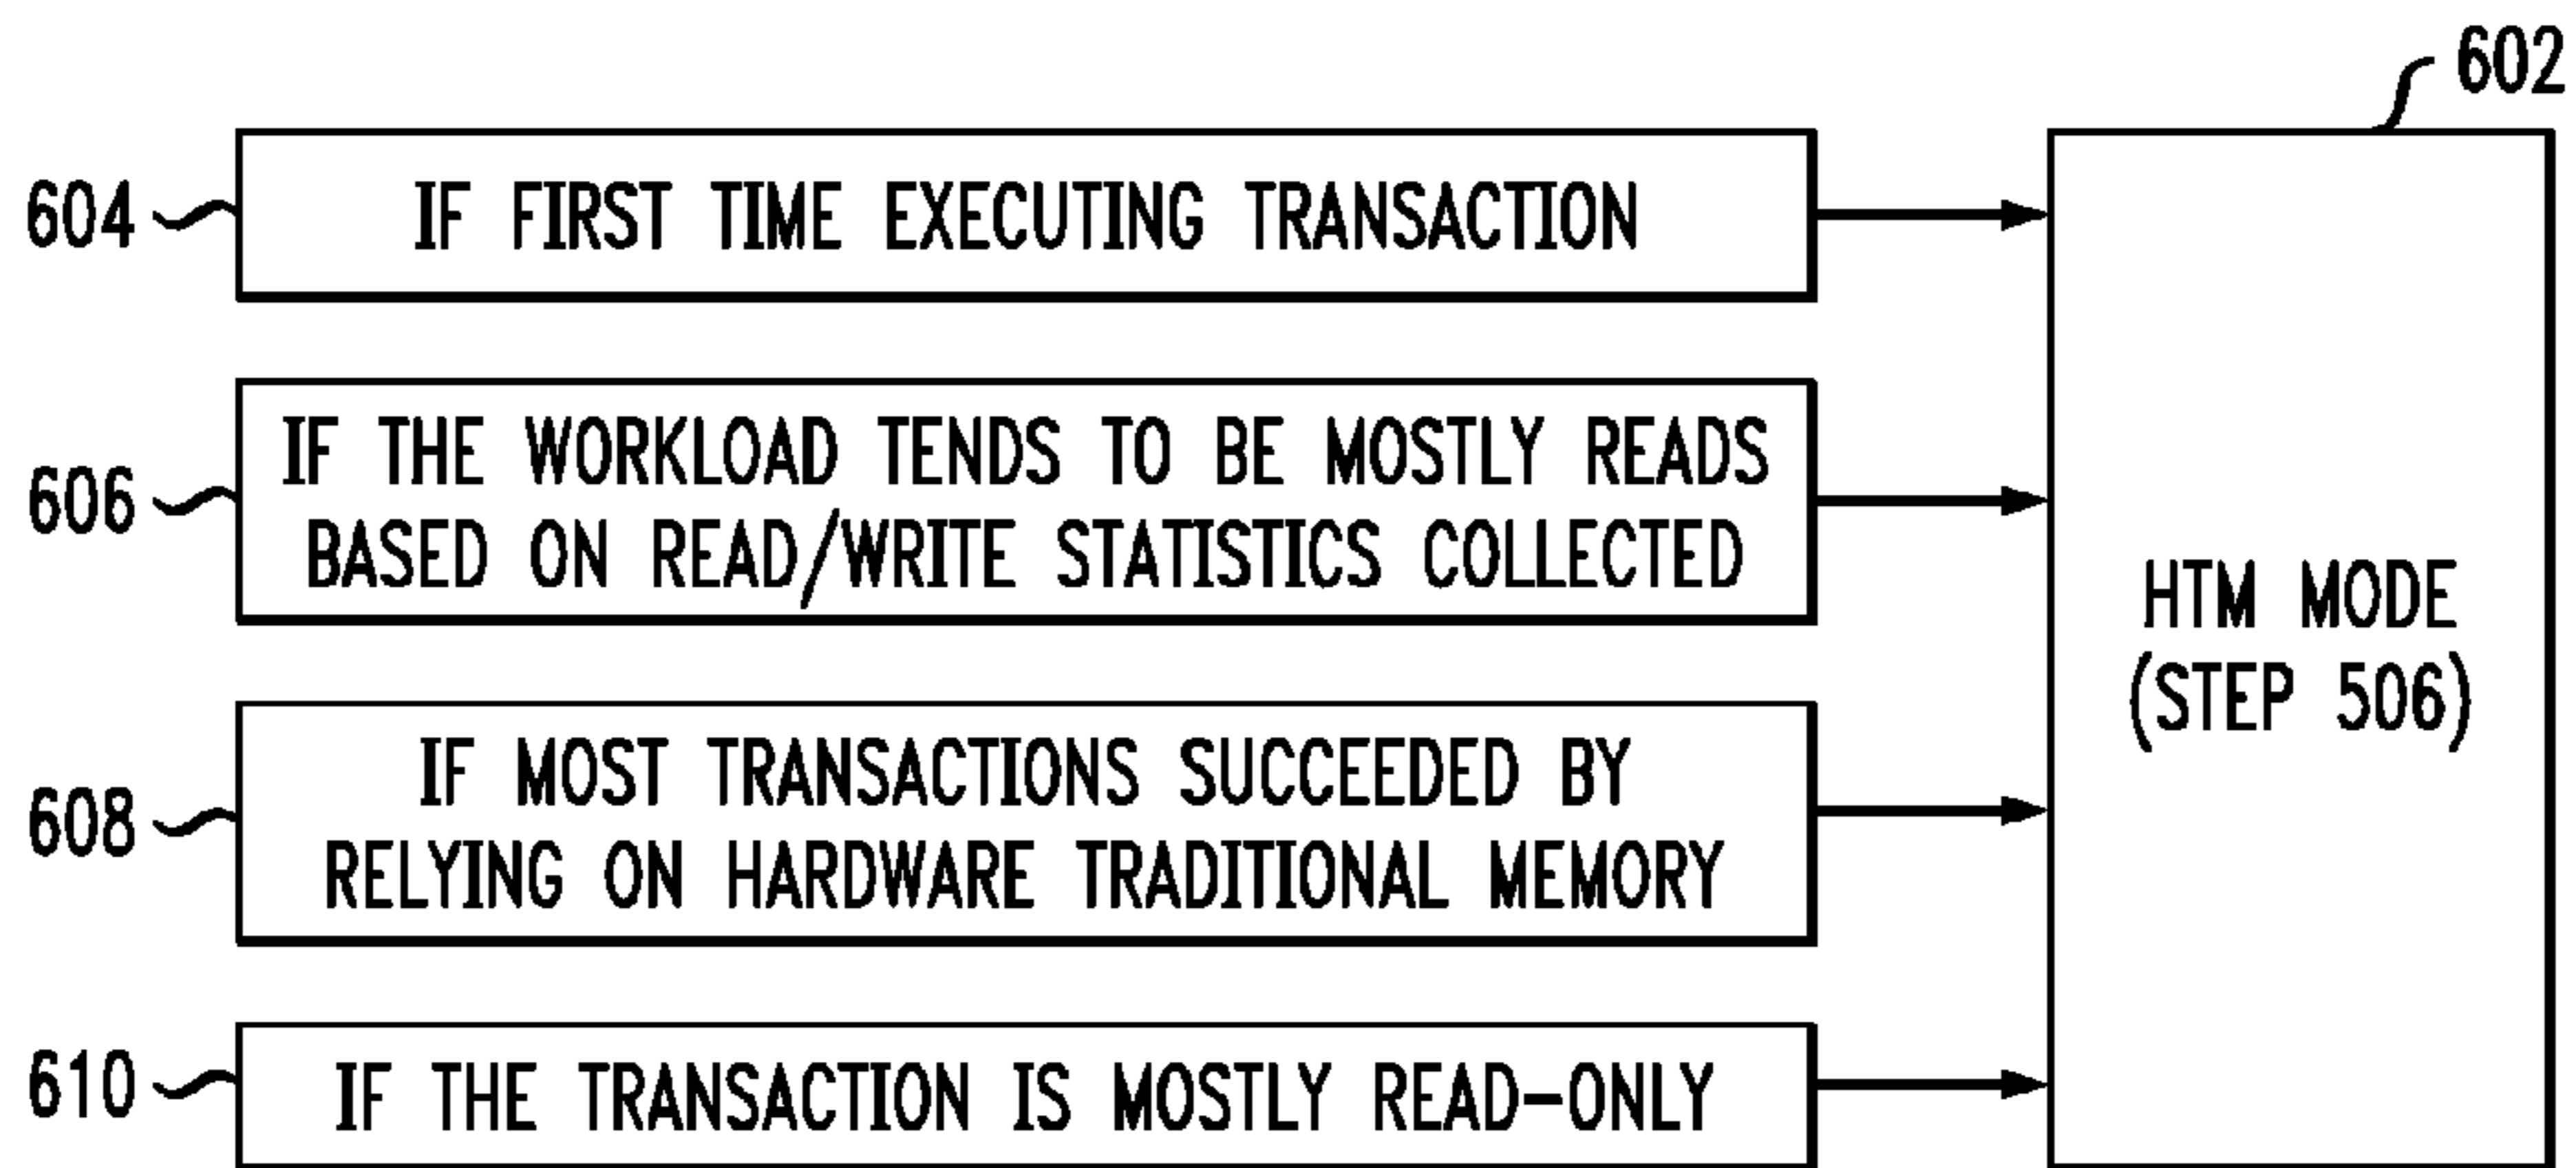 602
604
IF FIRST TIME EXECUTING TRANSACTION
606
IF THE WORKLOAD TENDS TO BE MOSTLY READS
BASED ON READ/WRITE STATISTICS COLLECTED
HTM MODE
(STEP 506)
608
IF MOST TRANSACTIONS SUCCEEDED BY
RELYING ON HARDWARE TRADITIONAL MEMORY
610
IF THE TRANSACTION IS MOSTLY READ-ONLY